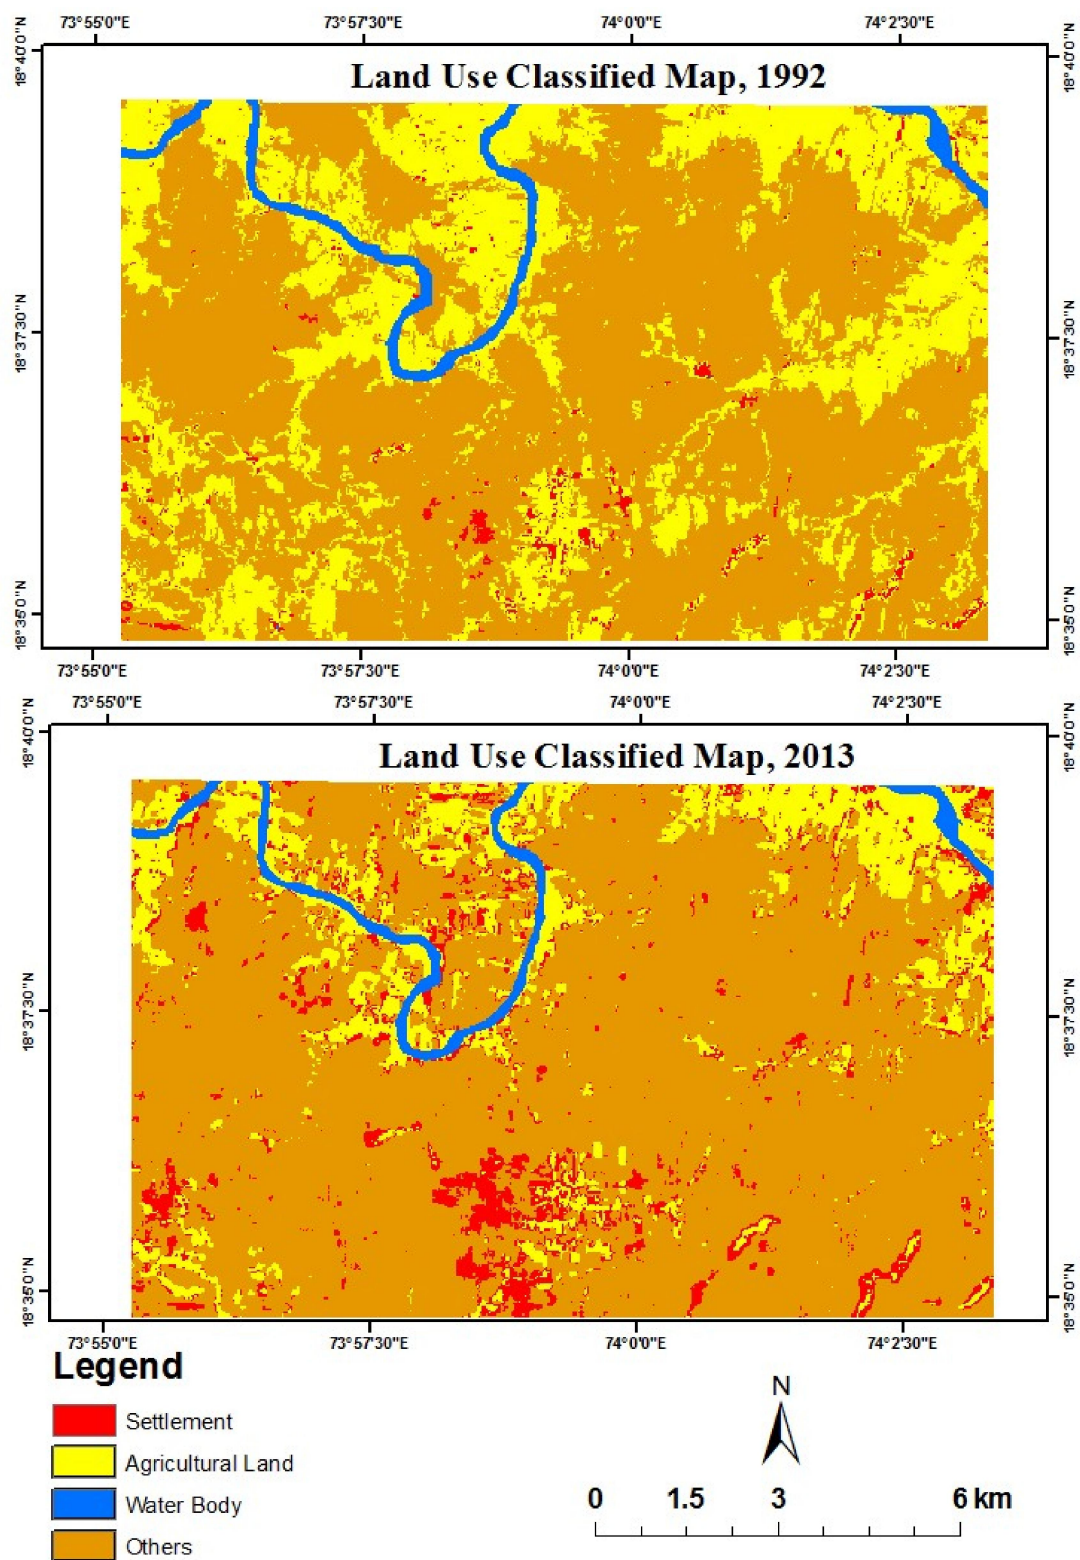 73°55'0"E 73°57'30"E 74°0'0"E 74°2'30"E
18°40'0"N 18°40'0"N
Land Use Classified Map, 1992
18°37'30"N 18°37'30"N
18°35'0"N 18°35'0"N
73°55'0"E 73°57'30"E 74°0'0"E 74°2'30"E
73°55'0"E 73°57'30"E 74°0'0"E 74°2'30"E
18°40'0"N 18°40'0"N
Land Use Classified Map, 2013
18°37'30"N 18°37'30"N
18°35'0"N 18°35'0"N
73°55'0"E 73°57'30"E 74°0'0"E 74°2'30"E
Legend
Settlement
Agricultural Land
Water Body
Others
N
0 1.5 3 6 km